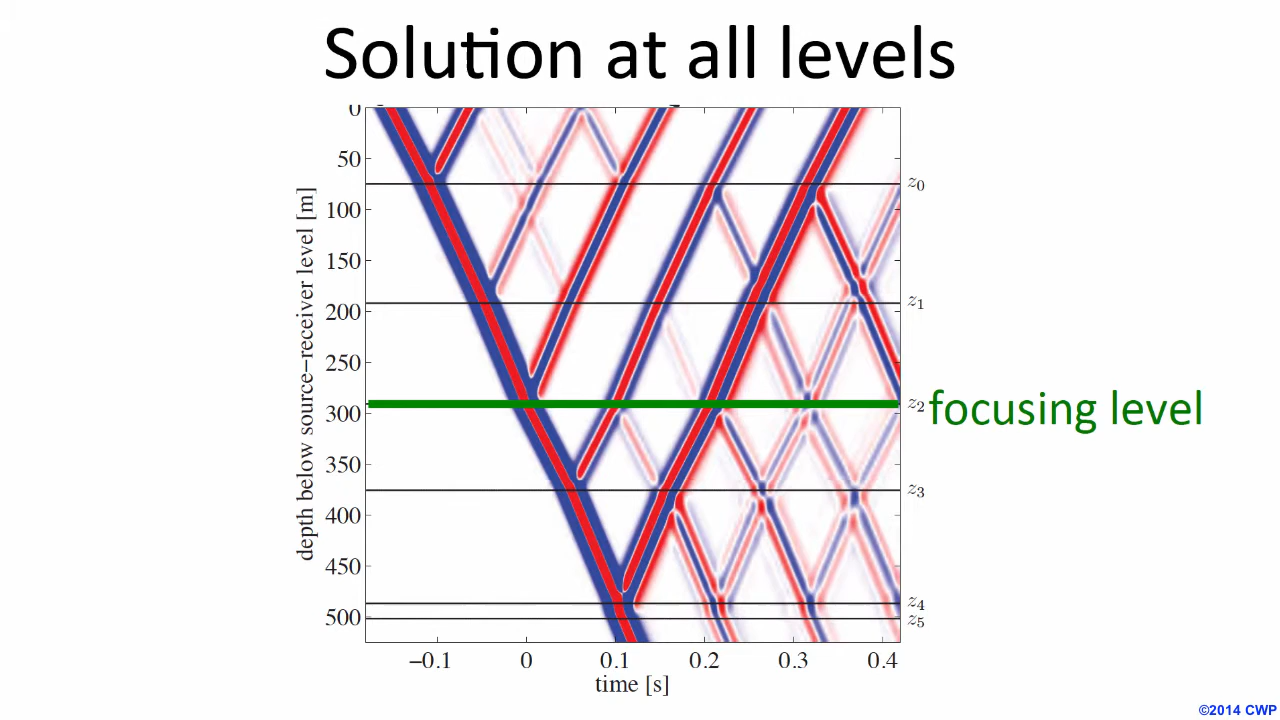 Solution at all levels
0
50
100
150
200
250
300
350
400
450
500
depth below source−receiver level [m]
z0
z1
z2
z3
z4
z5
focusing level
−0.1 0 0.1 0.2 0.3 0.4
time [s]
©2014 CWP